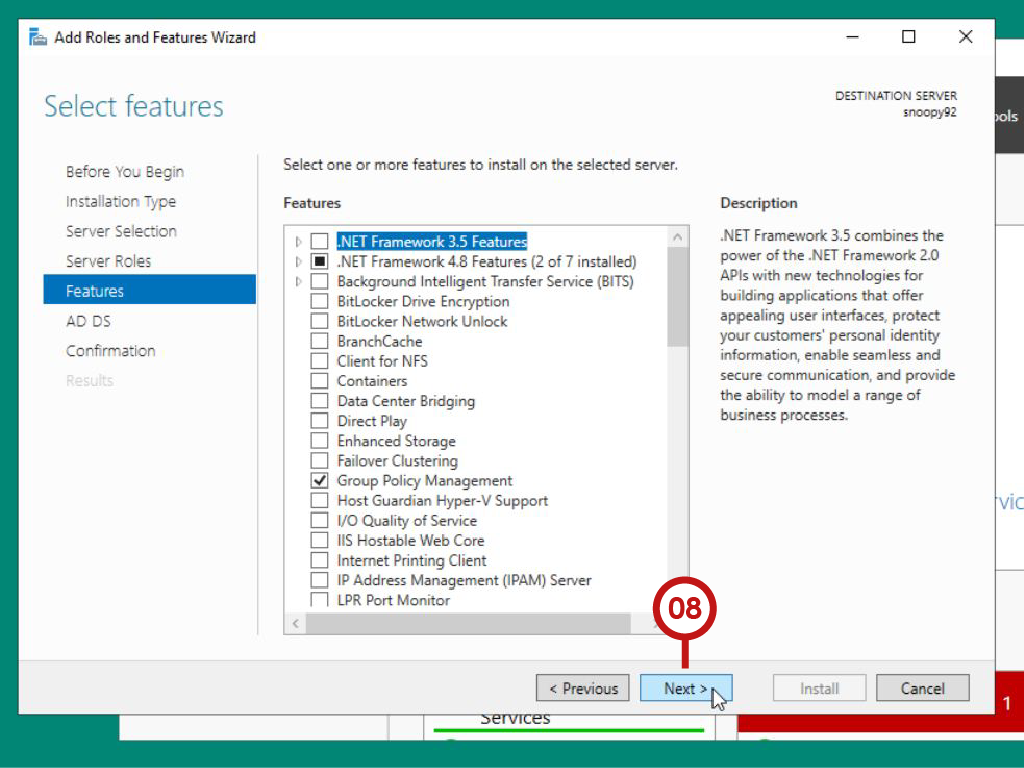 Add Roles and Features Wizard
Select features
DESTINATION SERVER
snoopy92
Before You Begin
Installation Type
Server Selection
Server Roles
Features
AD DS
Confirmation
Results
Select one or more features to install on the selected server.
Features
.NET Framework 3.5 Features
.NET Framework 4.8 Features (2 of 7 installed)
Background Intelligent Transfer Service (BITS)
BitLocker Drive Encryption
BitLocker Network Unlock
BranchCache
Client for NFS
Containers
Data Center Bridging
Direct Play
Enhanced Storage
Failover Clustering
Group Policy Management
Host Guardian Hyper-V Support
I/O Quality of Service
IIS Hostable Web Core
Internet Printing Client
IP Address Management (IPAM) Server
LPR Port Monitor
Description
.NET Framework 3.5 combines the
power of the .NET Framework 2.0
APIs with new technologies for
building applications that offer
appealing user interfaces, protect
your customers' personal identity
information, enable seamless and
secure communication, and provide
the ability to model a range of
business processes.
08
< Previous
Next >
Install
Cancel
Services
1